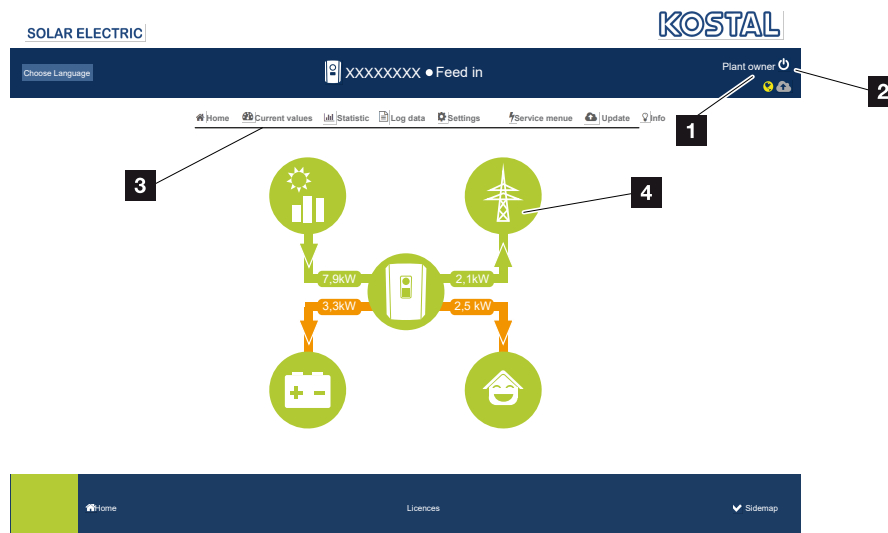 SOLAR ELECTRIC
KOSTAL
Choose Language
XXXXXXXX ● Feed in
Plant owner
2
Home Current values Statistic Log data Settings Service menue Update Info
1
3
4
7,9kW
2,1kW
3,3kW
2,5 kW
Home
Licences
Sidemap